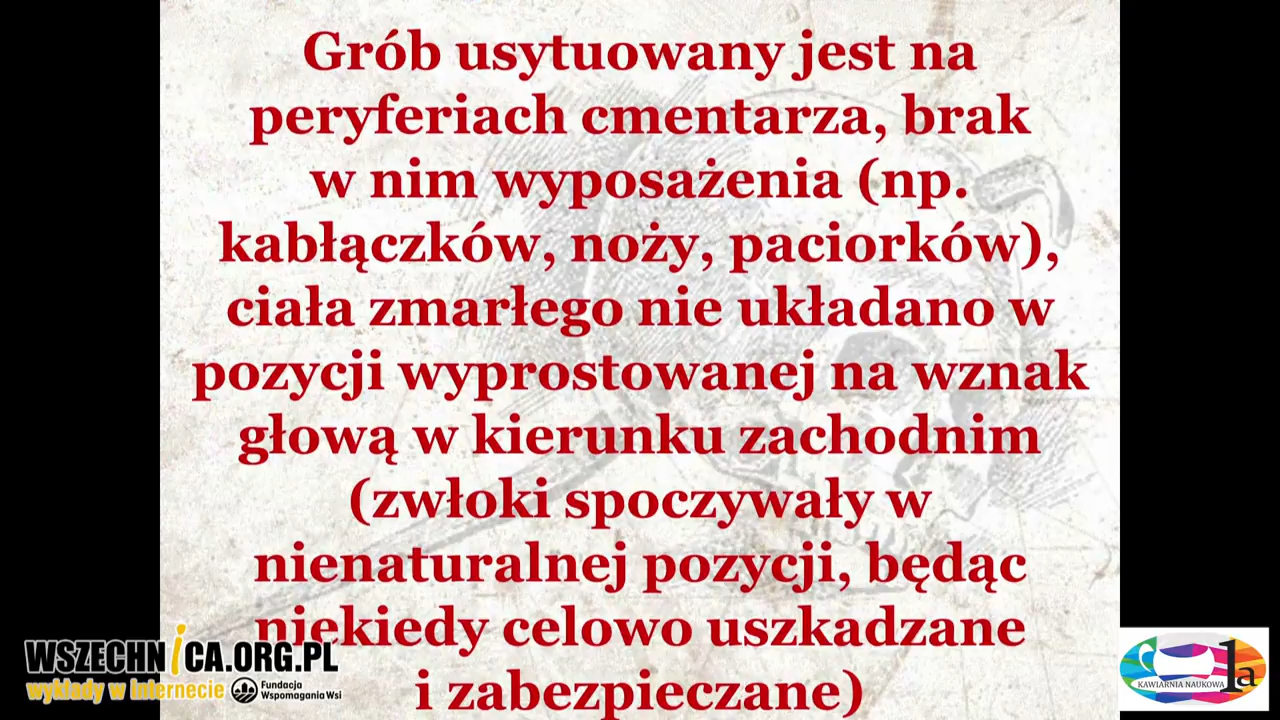 Grób usytuowany jest na
peryferiach cmentarza, brak
w nim wyposażenia (np.
kabłączków, noży, paciorków),
ciała zmarłego nie układano w
pozycji wyprostowanej na wznak
głową w kierunku zachodnim
(zwłoki spoczywały w
nienaturalnej pozycji, będąc
niekiedy celowo uszkadzane
i zabezpieczane)
WSZECHNiCA.ORG.PL
wykłady w internecie
Fundacja
Wspomagania Wsi
KAWIARNIA NAUKOWA
1a